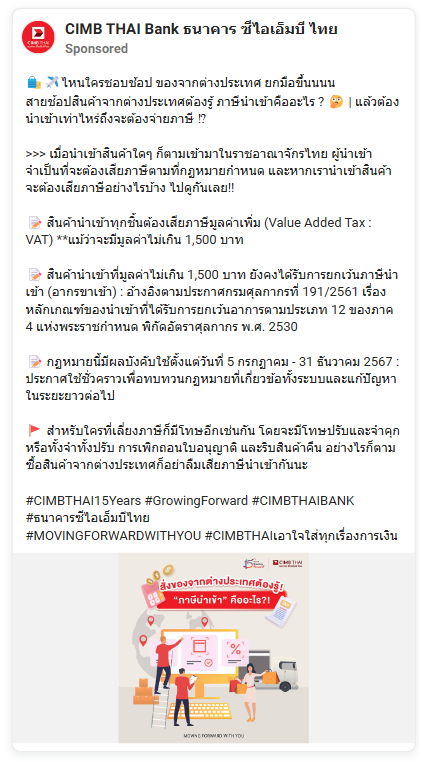 CIMB THAI Bank ธนาคาร ซีไอเอ็มบี ไทย
Sponsored
CIMB THAI
🛍️ ✈️ ไหนใครชอบช้อป ของจากต่างประเทศ ยกมือขึ้นนนน
สายช้อปสินค้าจากต่างประเทศต้องรู้ ภาษีนำเข้าคืออะไร ? 🤔 | แล้วต้อง
นำเข้าเท่าไหร่ถึงจะต้องจ่ายภาษี ⁉
>>> เมื่อนำเข้าสินค้าใดๆ ก็ตามเข้ามาในราชอาณาจักรไทย ผู้นำเข้า
จำเป็นที่จะต้องเสียภาษีตามที่กฎหมายกำหนด และหากเรานำเข้าสินค้า
จะต้องเสียภาษีอย่างไรบ้าง ไปดูกันเลย!!
📝 สินค้านำเข้าทุกชิ้นต้องเสียภาษีมูลค่าเพิ่ม (Value Added Tax :
VAT) **แม้ว่าจะมีมูลค่าไม่เกิน 1,500 บาท
📝 สินค้านำเข้าที่มูลค่าไม่เกิน 1,500 บาท ยังคงได้รับการยกเว้นภาษีนำ
เข้า (อากรขาเข้า) : อ้างอิงตามประกาศกรมศุลกากรที่ 191/2561 เรื่อง
หลักเกณฑ์ของนำเข้าที่ได้รับการยกเว้นอากรตามประเภท 12 ของภาค
4 แห่งพระราชกำหนด พิกัดอัตราศุลกากร พ.ศ. 2530
📝 กฎหมายนี้มีผลบังคับใช้ตั้งแต่วันที่ 5 กรกฎาคม - 31 ธันวาคม 2567 :
ประกาศใช้ชั่วคราวเพื่อทบทวนกฎหมายที่เกี่ยวข้อทั้งระบบและแก้ปัญหา
ในระยะยาวต่อไป
🚩 สำหรับใครที่เลี่ยงภาษีก็มีโทษอีกเช่นกัน โดยจะมีโทษปรับและจำคุก
หรือทั้งจำทั้งปรับ การเพิกถอนใบอนุญาติ และริบสินค้าคืน อย่างไรก็ตาม
ซื้อสินค้าจากต่างประเทศก็อย่าลืมเสียภาษีนำเข้ากันนะ
#CIMBTHAI15Years #GrowingForward #CIMBTHAIBANK
#ธนาคารซีไอเอ็มบีไทย
#MOVINGFORWARDWITHYOU #CIMBTHAIเอาใจใส่ทุกเรื่องการเงิน
CIMB THAI
ส่งของจากต่างประเทศต้องรู้!
"ภาษีนำเข้า" คืออะไร?!
%
MOVING FORWARD WITH YOU